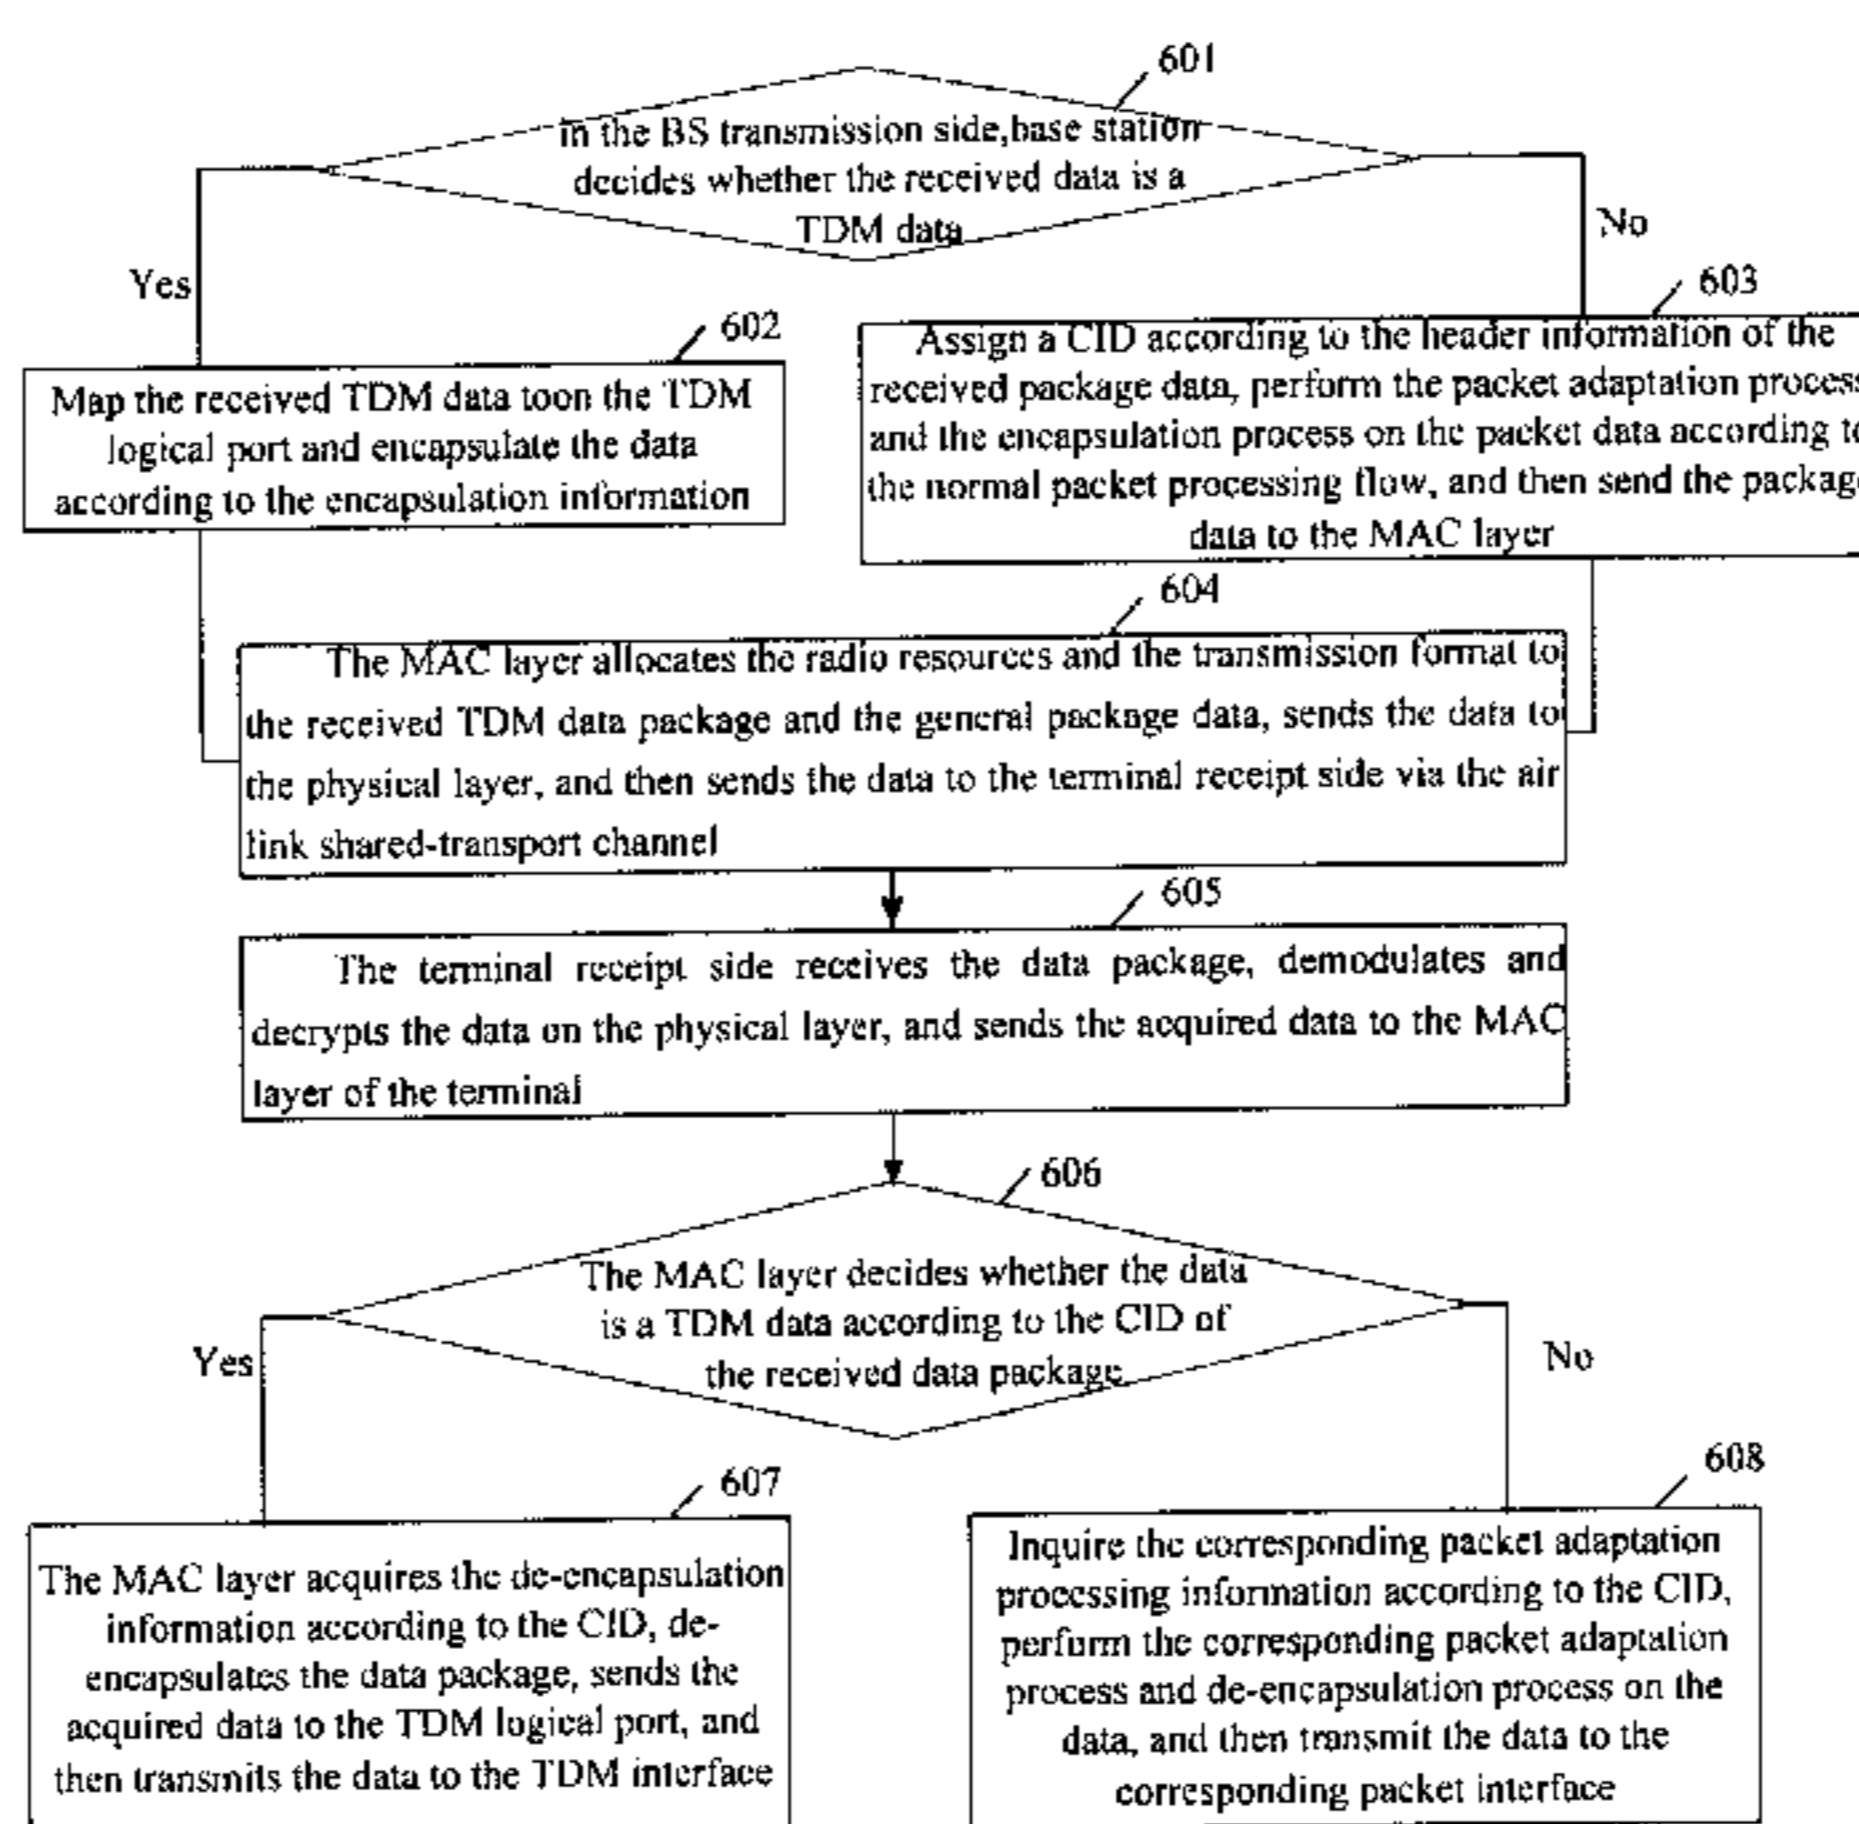 601
in the BS transmission side,base station
decides whether the received data is a
TDM data
Yes
No
602
Map the received TDM data toon the TDM
logical port and encapsulate the data
according to the encapsulation information
603
Assign a CID according to the header information of the
received package data, perform the packet adaptation process
and the encapsulation process on the packet data according to
the normal packet processing flow, and then send the package
data to the MAC layer
604
The MAC layer allocates the radio resources and the transmission format to
the received TDM data package and the general package data, sends the data to
the physical layer, and then sends the data to the terminal receipt side via the air
link shared-transport channel
605
The terminal receipt side receives the data package, demodulates and
decrypts the data on the physical layer, and sends the acquired data to the MAC
layer of the terminal
606
The MAC layer decides whether the data
is a TDM data according to the CID of
the received data package
Yes
No
607
The MAC layer acquires the de-encapsulation
information according to the CID, de-
encapsulates the data package, sends the
acquired data to the TDM logical port, and
then transmits the data to the TDM interface
608
Inquire the corresponding packet adaptation
processing information according to the CID,
perform the corresponding packet adaptation
process and de-encapsulation process on the
data, and then transmit the data to the
corresponding packet interface